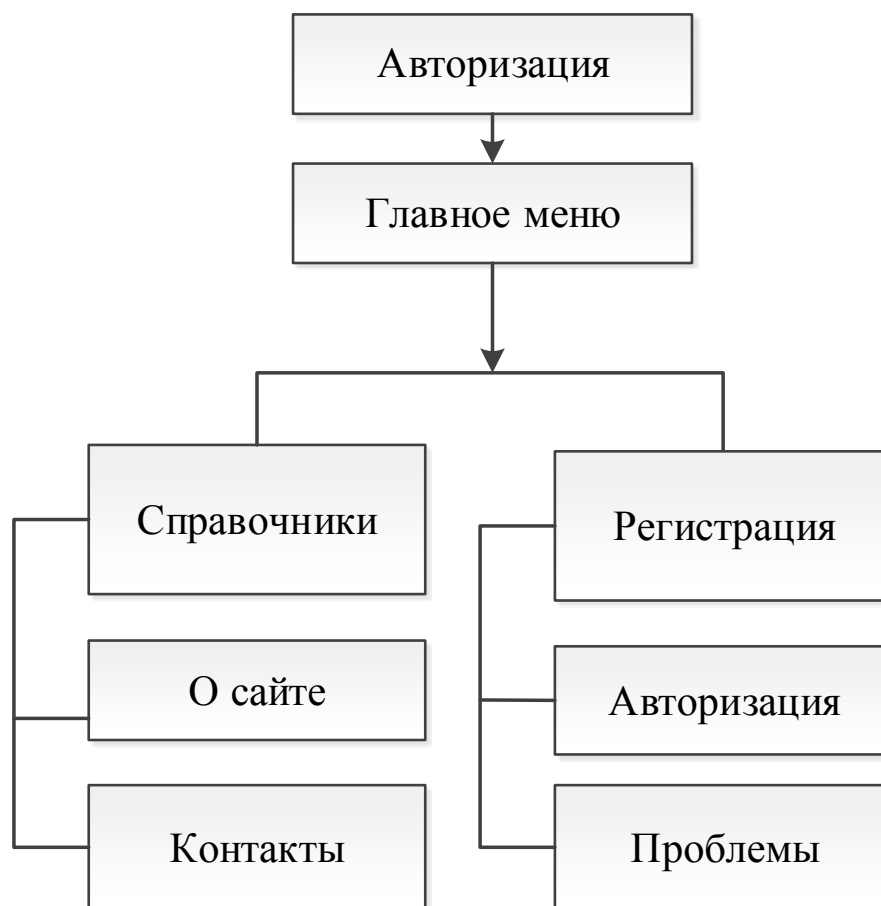 Авторизация
Главное меню
Справочники
Регистрация
О сайте
Авторизация
Контакты
Проблемы